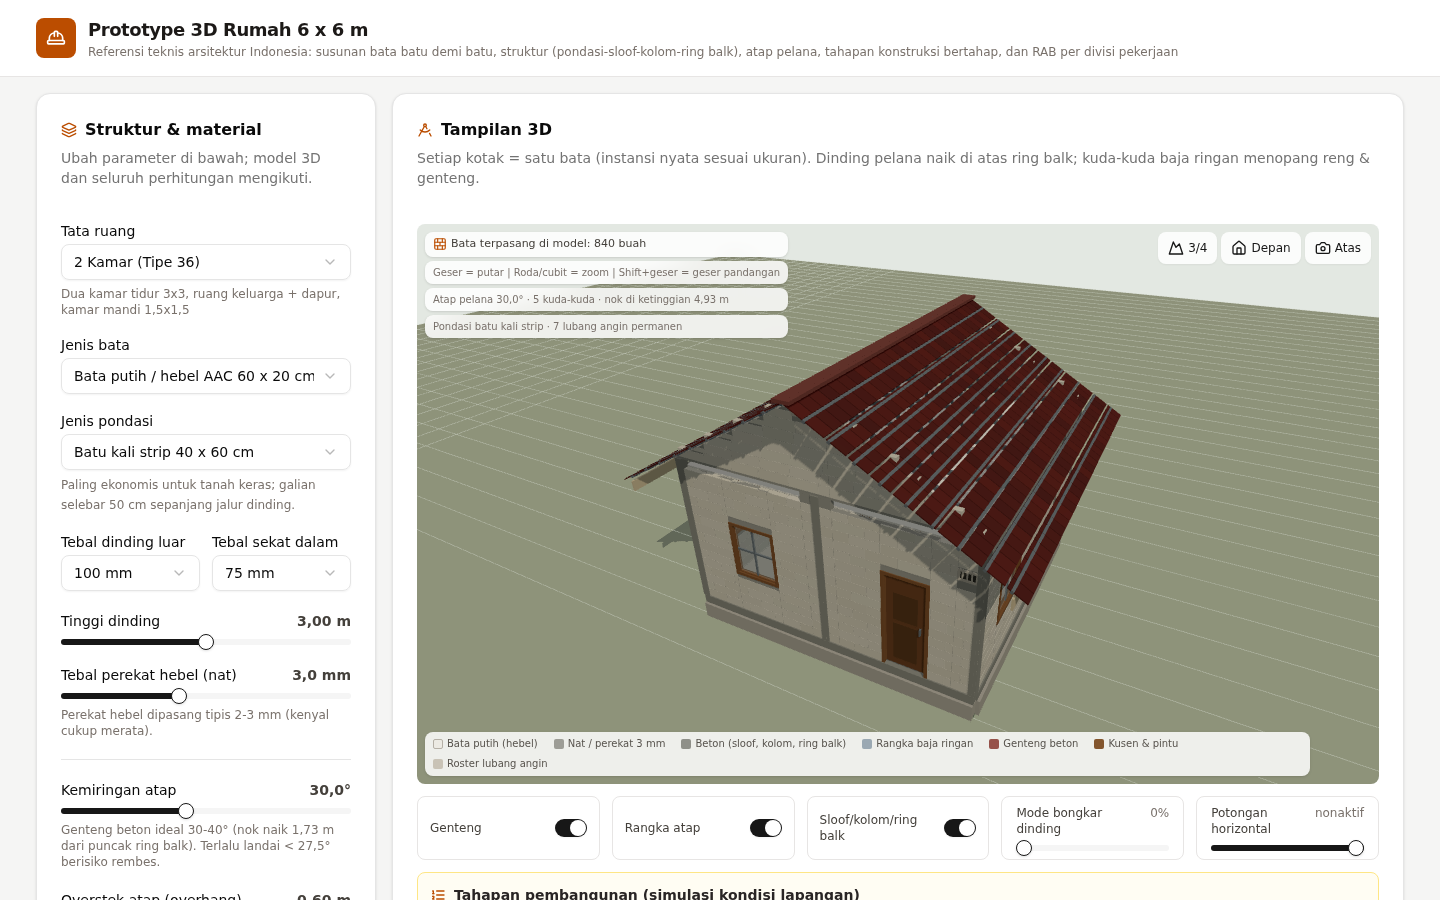 Prototype 3D Rumah 6 x 6 m
Referensi teknis arsitektur Indonesia: susunan bata batu demi batu, struktur (pondasi-sloof-kolom-ring balk), atap pelana, tahapan konstruksi bertahap, dan RAB per divisi pekerjaan
Struktur & material
Ubah parameter di bawah; model 3D
dan seluruh perhitungan mengikuti.
Tata ruang
2 Kamar (Tipe 36)
Dua kamar tidur 3x3, ruang keluarga + dapur,
kamar mandi 1,5x1,5
Jenis bata
Bata putih / hebel AAC 60 x 20 cm
Jenis pondasi
Batu kali strip 40 x 60 cm
Paling ekonomis untuk tanah keras; galian
selebar 50 cm sepanjang jalur dinding.
Tebal dinding luar
Tebal sekat dalam
100 mm
75 mm
Tinggi dinding 3,00 m
Tebal perekat hebel (nat) 3,0 mm
Perekat hebel dipasang tipis 2-3 mm (kenyal
cukup merata).
Kemiringan atap 30,0°
Genteng beton ideal 30-40° (nok naik 1,73 m
dari puncak ring balk). Terlalu landai < 27,5°
berisiko rembes.
Overstek atap (overhang) 0,60 m
Tampilan 3D
Setiap kotak = satu bata (instansi nyata sesuai ukuran). Dinding pelana naik di atas ring balk; kuda-kuda baja ringan menopang reng &
genteng.
Bata terpasang di model: 840 buah
Geser = putar | Roda/cubit = zoom | Shift+geser = geser pandangan
Atap pelana 30,0° · 5 kuda-kuda · nok di ketinggian 4,93 m
Pondasi batu kali strip · 7 lubang angin permanen
3/4
Depan
Atas
Bata putih (hebel)
Nat / perekat 3 mm
Beton (sloof, kolom, ring balk)
Rangka baja ringan
Genteng beton
Kusen & pintu
Roster lubang angin
Genteng
Rangka atap
Sloof/kolom/ring
balk
Mode bongkar
dinding
0%
Potongan
horizontal
nonaktif
Tahapan pembangunan (simulasi kondisi lapangan)